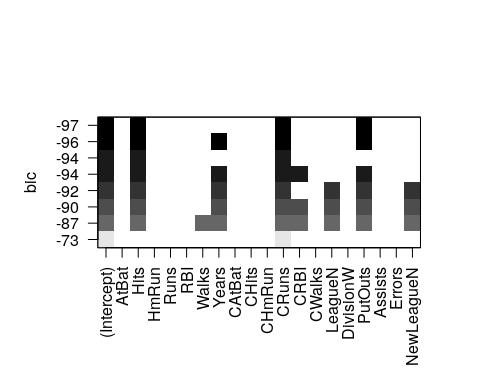 bic
-97
-96
-94
-94
-92
-90
-87
-73
(Intercept)
AtBat
Hits
HmRun
Runs
RBI
Walks
Years
CAtBat
CHits
CHmRun
CRuns
CRBI
CWalks
LeagueN
DivisionW
PutOuts
Assists
Errors
NewLeagueN